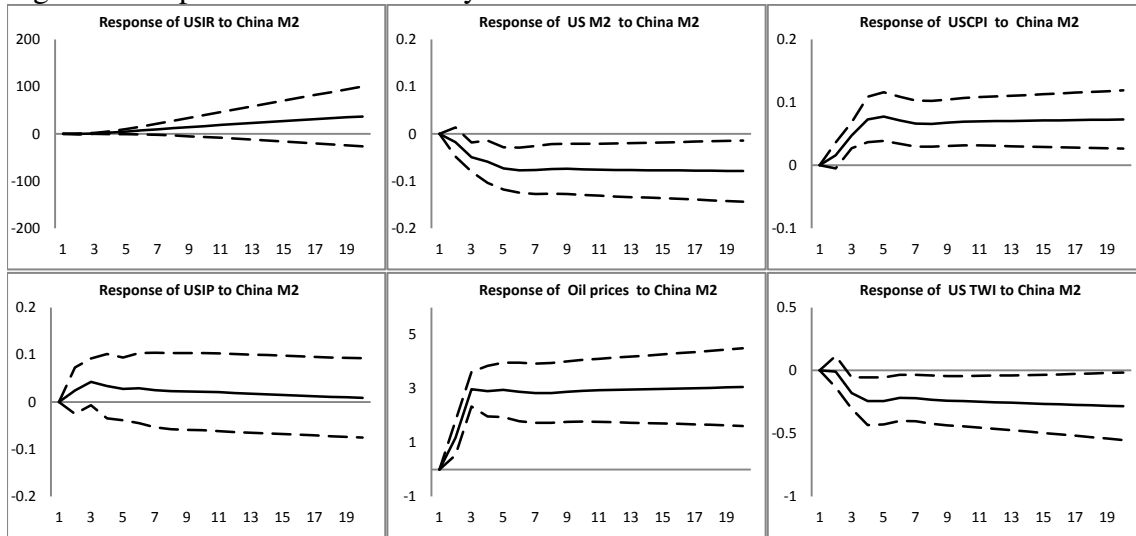 Response of USIR to China M2
200
100
0
-100
-200
1 3 5 7 9 11 13 15 17 19
Response of US M2 to China M2
0.2
0.1
0
-0.1
-0.2
1 3 5 7 9 11 13 15 17 19
Response of USCPI to China M2
0.2
0.1
0
-0.1
1 3 5 7 9 11 13 15 17 19
Response of USIP to China M2
0.2
0.1
0
-0.1
-0.2
1 3 5 7 9 11 13 15 17 19
Response of Oil prices to China M2
5
3
1
-1
1 3 5 7 9 11 13 15 17 19
Response of US TWI to China M2
0.5
0
-0.5
-1
1 3 5 7 9 11 13 15 17 19